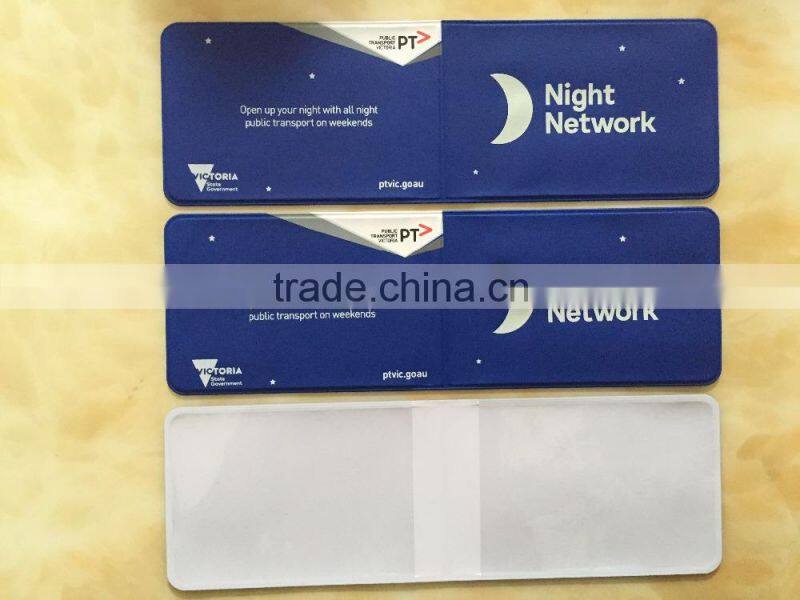 PUBLIC
TRANSPORT
VICTORIA
PT>
Open up your night with all night
public transport on weekends
Night
Network
VICTORIA
State
Government
ptvic.goau
PUBLIC
TRANSPORT
VICTORIA
PT>
trade.china.cn
public transport on weekends
Network
VICTORIA
State
Government
ptvic.goau